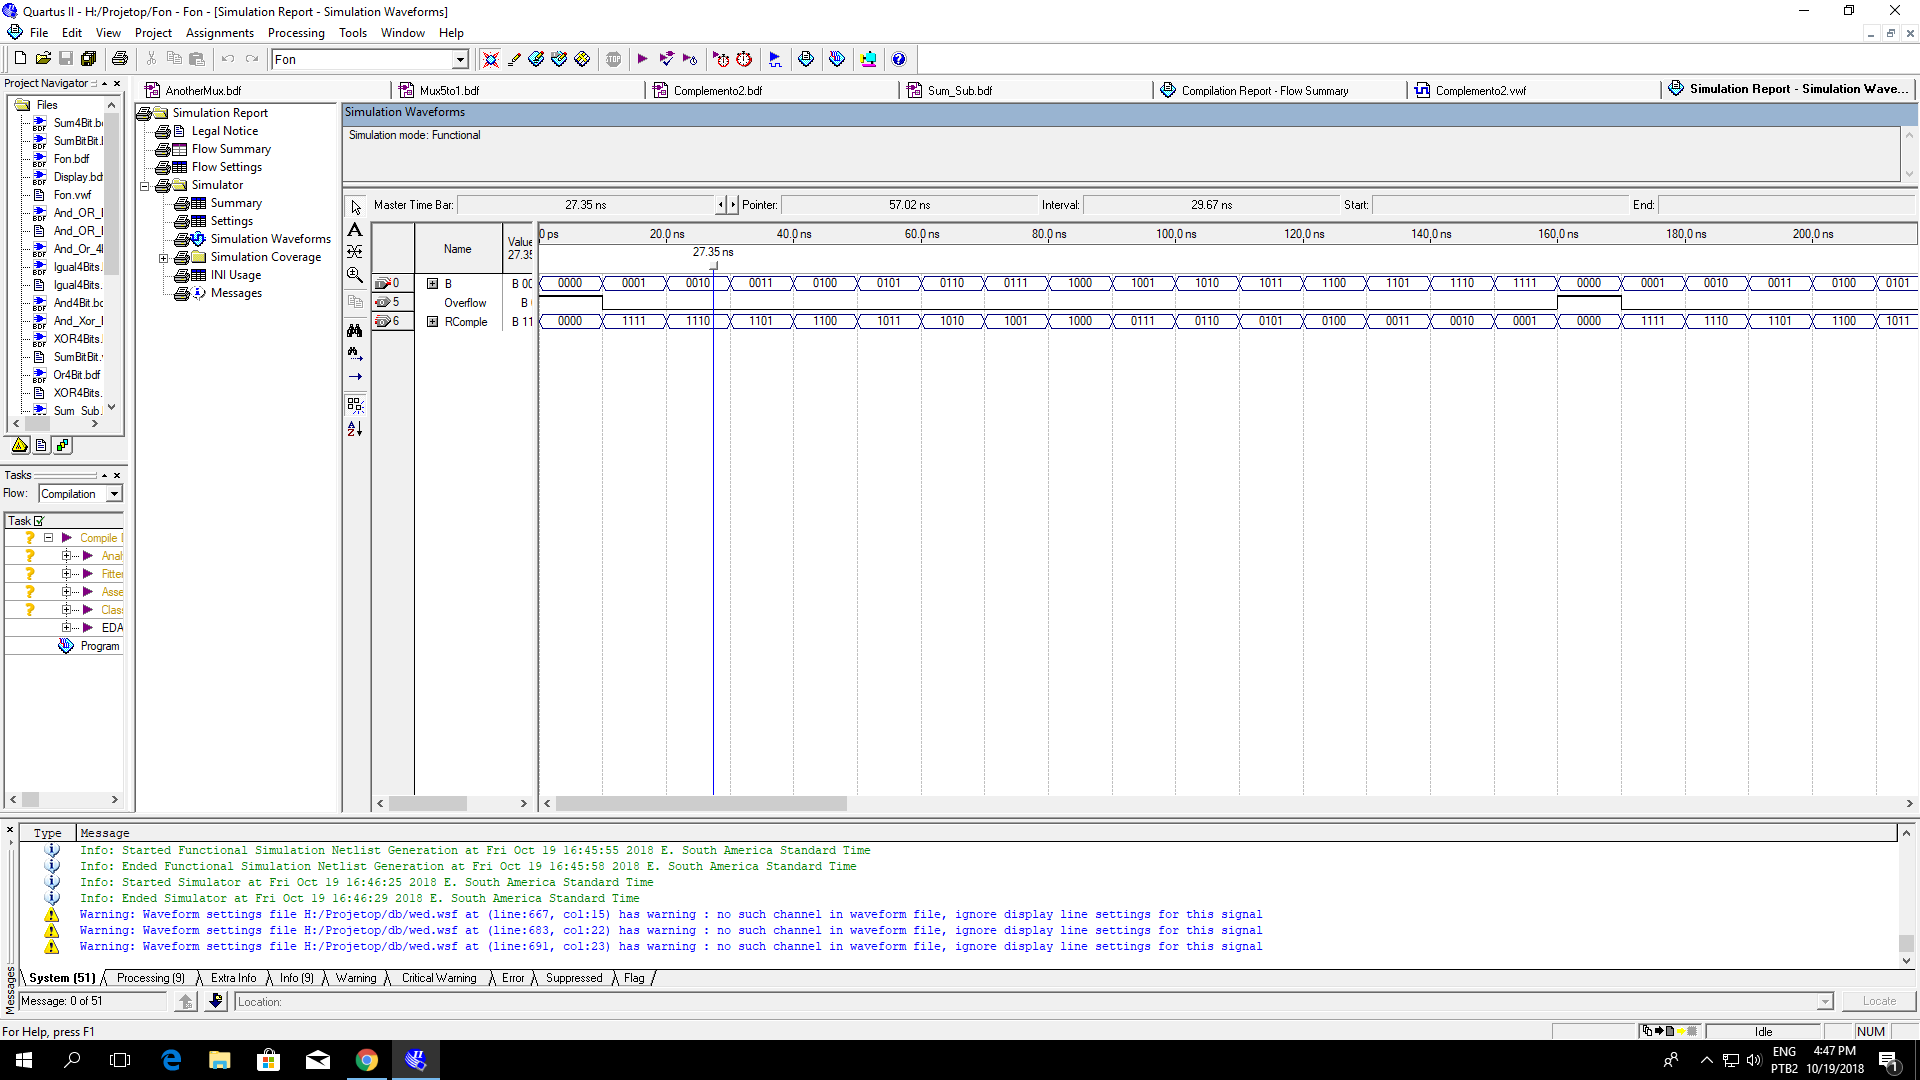 Quartus II - H:/Projetop/Fon - Fon - [Simulation Report - Simulation Waveforms]
File Edit View Project Assignments Processing Tools Window Help
Fon
Project Navigator
AnotherMux.bdf Mux5to1.bdf Complemento2.bdf Sum_Sub.bdf Compilation Report - Flow Summary Complemento2.vwf Simulation Report - Simulation Wave...
Files
Sum4Bit.b
SumBitBit.
Fon.bdf
Display.bd
Fon.vwf
And_OR_
And_OR_
And_Or_4
Igual4Bits.
Igual4Bits.
And4Bit.bc
And_Xor_
XOR4Bits.
SumBitBit.
Or4Bit.bdf
XOR4Bits.
Sum_Sub.
Simulation Report
Legal Notice
Flow Summary
Flow Settings
Simulator
Summary
Settings
Simulation Waveforms
Simulation Coverage
INI Usage
Messages
Simulation Waveforms
Simulation mode: Functional
Master Time Bar: 27.35 ns Pointer: 57.02 ns Interval: 29.67 ns Start: End:
Name Value
27.35
0 ps 20.0 ns 40.0 ns 60.0 ns 80.0 ns 100.0 ns 120.0 ns 140.0 ns 160.0 ns 180.0 ns 200.0 ns
27.35 ns
0 B B 00 0000 0001 0010 0011 0100 0101 0110 0111 1000 1001 1010 1011 1100 1101 1110 1111 0000 0001 0010 0011 0100 0101
5 Overflow B
6 RComple B 11 0000 1111 1110 1101 1100 1011 1010 1001 1000 0111 0110 0101 0100 0011 0010 0001 0000 1111 1110 1101 1100 1011
Tasks
Flow: Compilation
Task
Compile
Anal
Fitte
Asse
Clas
EDA
Program
Type Message
Info: Started Functional Simulation Netlist Generation at Fri Oct 19 16:45:55 2018 E. South America Standard Time
Info: Ended Functional Simulation Netlist Generation at Fri Oct 19 16:45:58 2018 E. South America Standard Time
Info: Started Simulator at Fri Oct 19 16:46:25 2018 E. South America Standard Time
Info: Ended Simulator at Fri Oct 19 16:46:29 2018 E. South America Standard Time
Warning: Waveform settings file H:/Projetop/db/wed.wsf at (line:667, col:15) has warning : no such channel in waveform file, ignore display line settings for this signal
Warning: Waveform settings file H:/Projetop/db/wed.wsf at (line:683, col:22) has warning : no such channel in waveform file, ignore display line settings for this signal
Warning: Waveform settings file H:/Projetop/db/wed.wsf at (line:691, col:23) has warning : no such channel in waveform file, ignore display line settings for this signal
Messages
System (51) Processing (9) Extra Info Info (9) Warning Critical Warning Error Suppressed Flag
Message: 0 of 51 Location: Locate
For Help, press F1 Idle NUM
ENG 4:47 PM
PTB2 10/19/2018
1